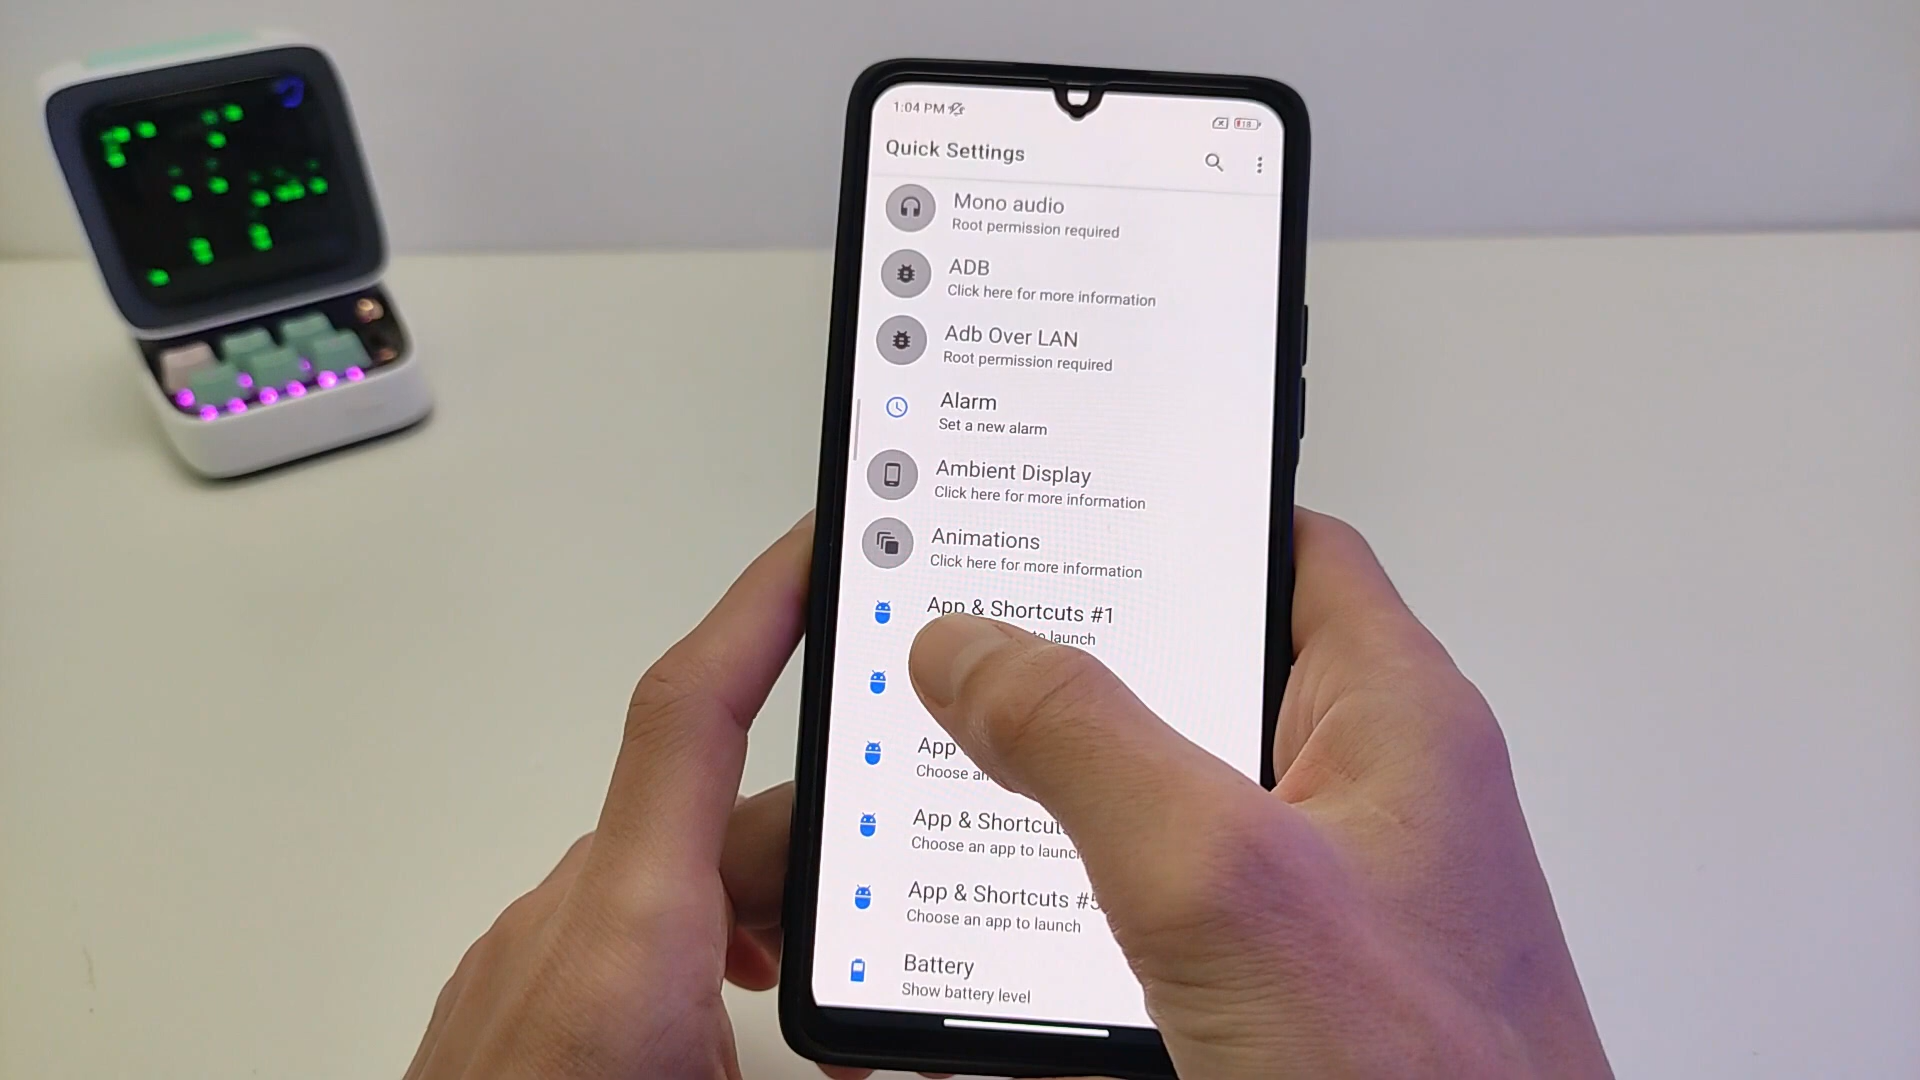 1:04 PM
18
Quick Settings
Mono audio
Root permission required
ADB
Click here for more information
Adb Over LAN
Root permission required
Alarm
Set a new alarm
Ambient Display
Click here for more information
Animations
Click here for more information
App & Shortcuts #1
launch
App
Choose
App &
Choose an app to
App & Shortcuts
Choose an app to launch
Battery
Show battery level